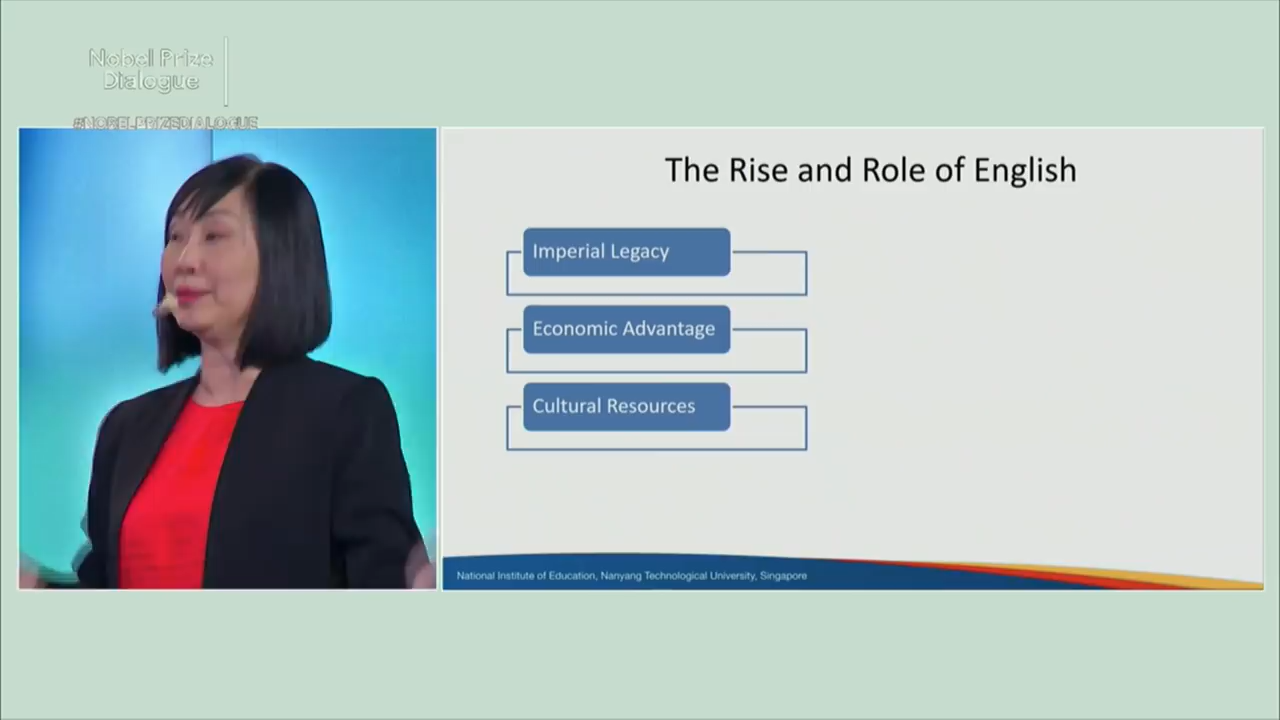 Nobel Prize
Dialogue
#NOBELPRIZEDIALOGUE
The Rise and Role of English
Imperial Legacy
Economic Advantage
Cultural Resources
National Institute of Education, Nanyang Technological University, Singapore